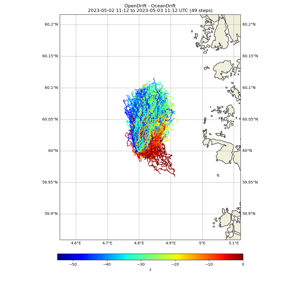 OpenDrift - OceanDrift
2023-05-02 11:12 to 2023-05-03 11:12 UTC (49 steps)
60.2°N
60.2°N
60.15°N
60.15°N
60.1°N
60.1°N
60.05°N
60.05°N
60°N
60°N
59.95°N
59.95°N
59.9°N
59.9°N
4.6°E
4.7°E
4.8°E
4.9°E
5°E
5.1°E
−50
−40
−30
−20
−10
0
z